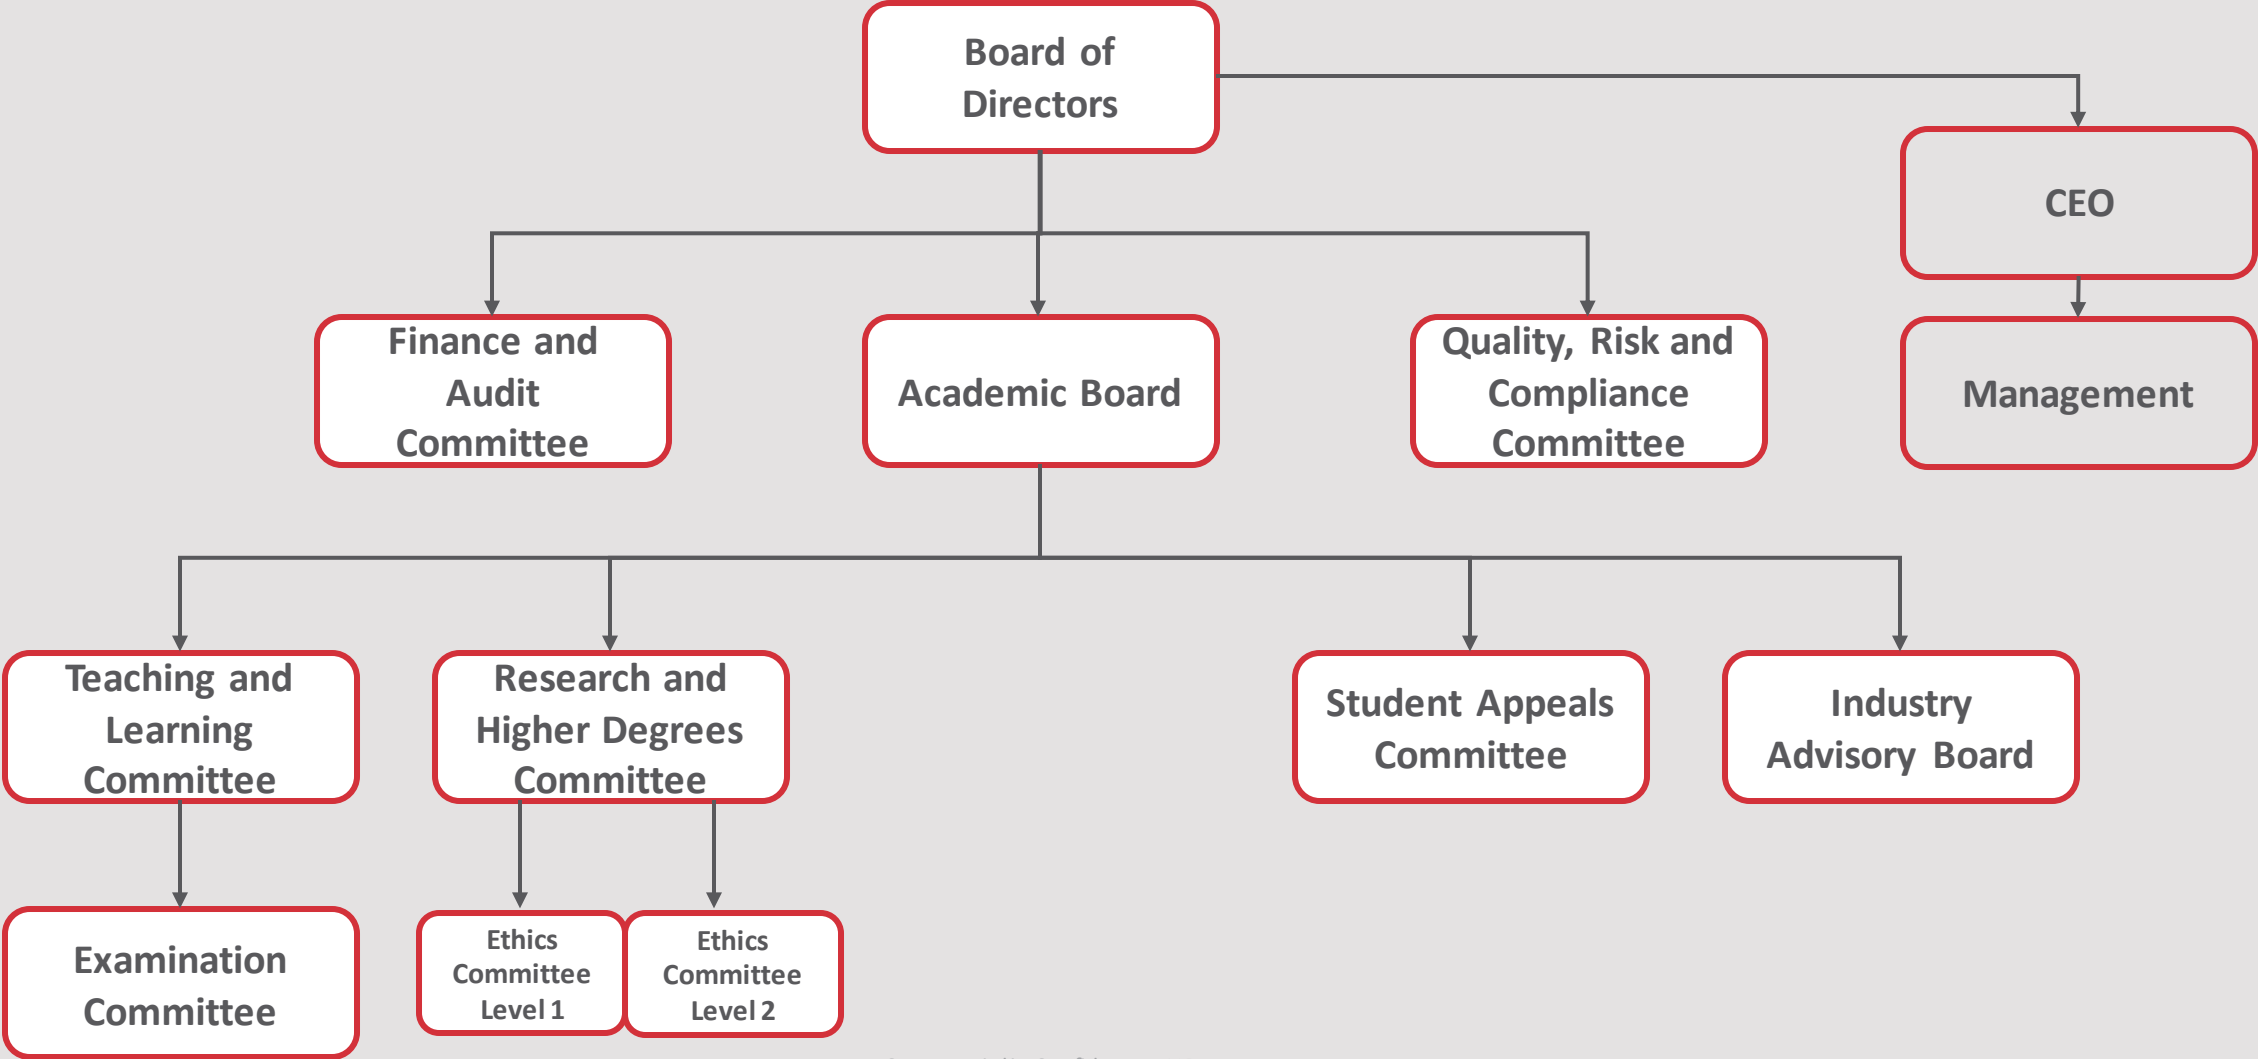 Board of
Directors
CEO
Finance and
Audit
Committee
Academic Board
Quality, Risk and
Compliance
Committee
Management
Teaching and
Learning
Committee
Research and
Higher Degrees
Committee
Student Appeals
Committee
Industry
Advisory Board
Examination
Committee
Ethics
Committee
Level 1
Ethics
Committee
Level 2